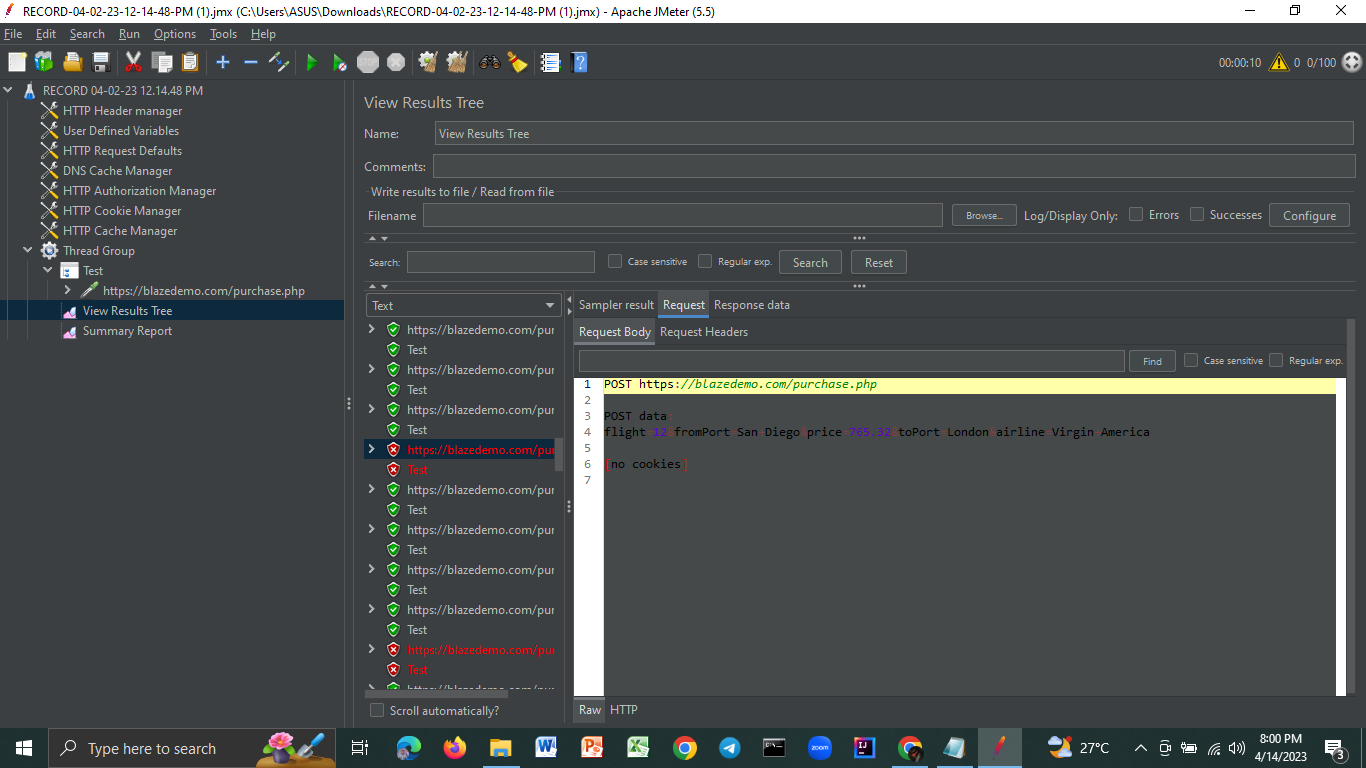 RECORD-04-02-23-12-14-48-PM (1).jmx (C:\Users\ASUS\Downloads\RECORD-04-02-23-12-14-48-PM (1).jmx) - Apache JMeter (5.5)
File Edit Search Run Options Tools Help
STOP
00:00:10 0 0/100
RECORD 04-02-23 12.14.48 PM
HTTP Header manager
User Defined Variables
HTTP Request Defaults
DNS Cache Manager
HTTP Authorization Manager
HTTP Cookie Manager
HTTP Cache Manager
Thread Group
Test
https://blazedemo.com/purchase.php
View Results Tree
Summary Report
View Results Tree
Name: View Results Tree
Comments:
Write results to file / Read from file
Filename Browse... Log/Display Only: Errors Successes Configure
Search: Case sensitive Regular exp. Search Reset
Text
https://blazedemo.com/pur
Test
https://blazedemo.com/pur
Test
https://blazedemo.com/pur
Test
https://blazedemo.com/pur
Test
https://blazedemo.com/pur
Test
https://blazedemo.com/pur
Test
https://blazedemo.com/pur
Test
https://blazedemo.com/pur
Test
https://blazedemo.com/pur
Test
https://blazedemo.com/pur
Scroll automatically?
Sampler result Request Response data
Request Body Request Headers
Find Case sensitive Regular exp.
1 POST https://blazedemo.com/purchase.php
2
3 POST data
4 flight 12 fromPort San Diego price 765.32 toPort London airline Virgin America
5
6 [no cookies]
7
Raw HTTP
Type here to search
zoom
27°C
8:00 PM
4/14/2023
3